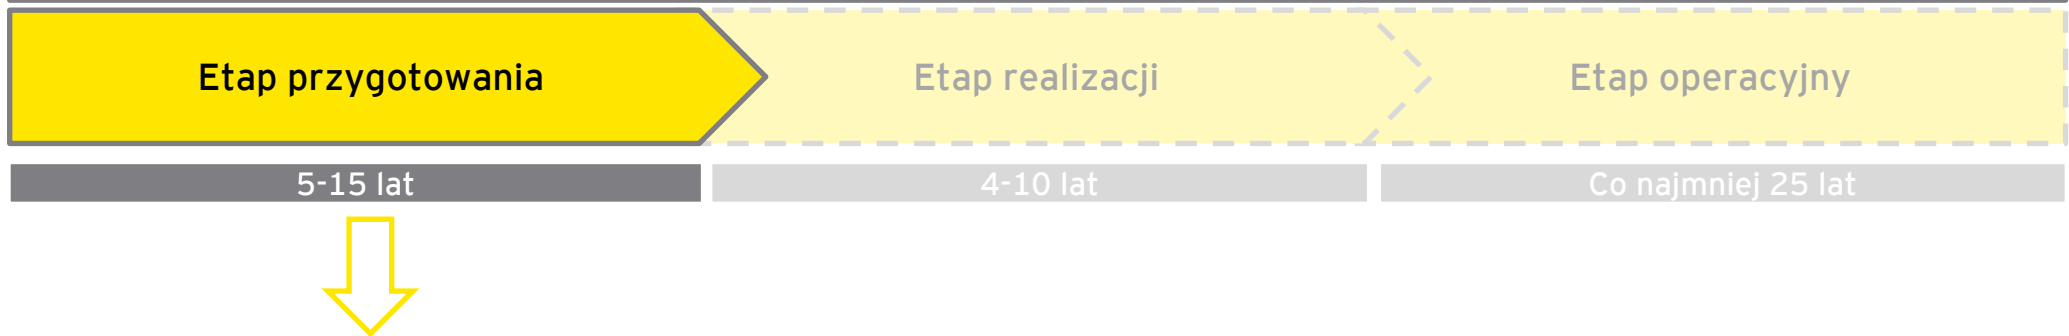 Etap przygotowania
Etap realizacji
Etap operacyjny
5-15 lat
4-10 lat
Co najmniej 25 lat